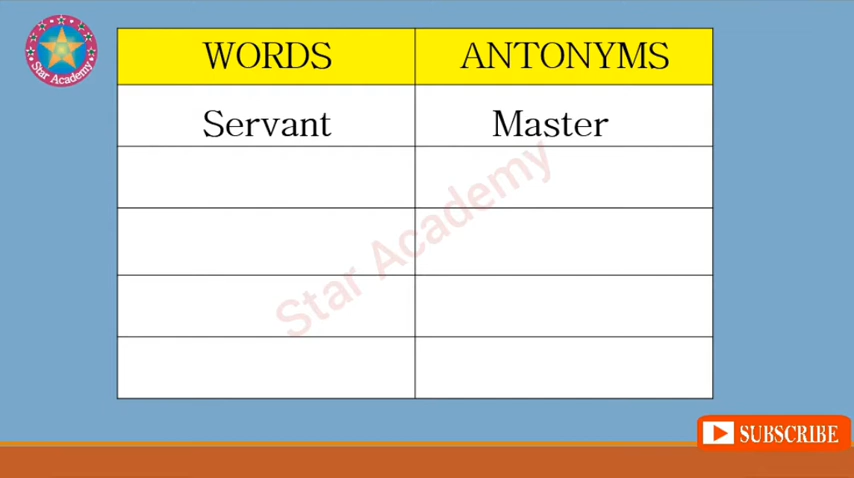 Star Academy
WORDS ANTONYMS
Servant Master
Star Academy
SUBSCRIBE